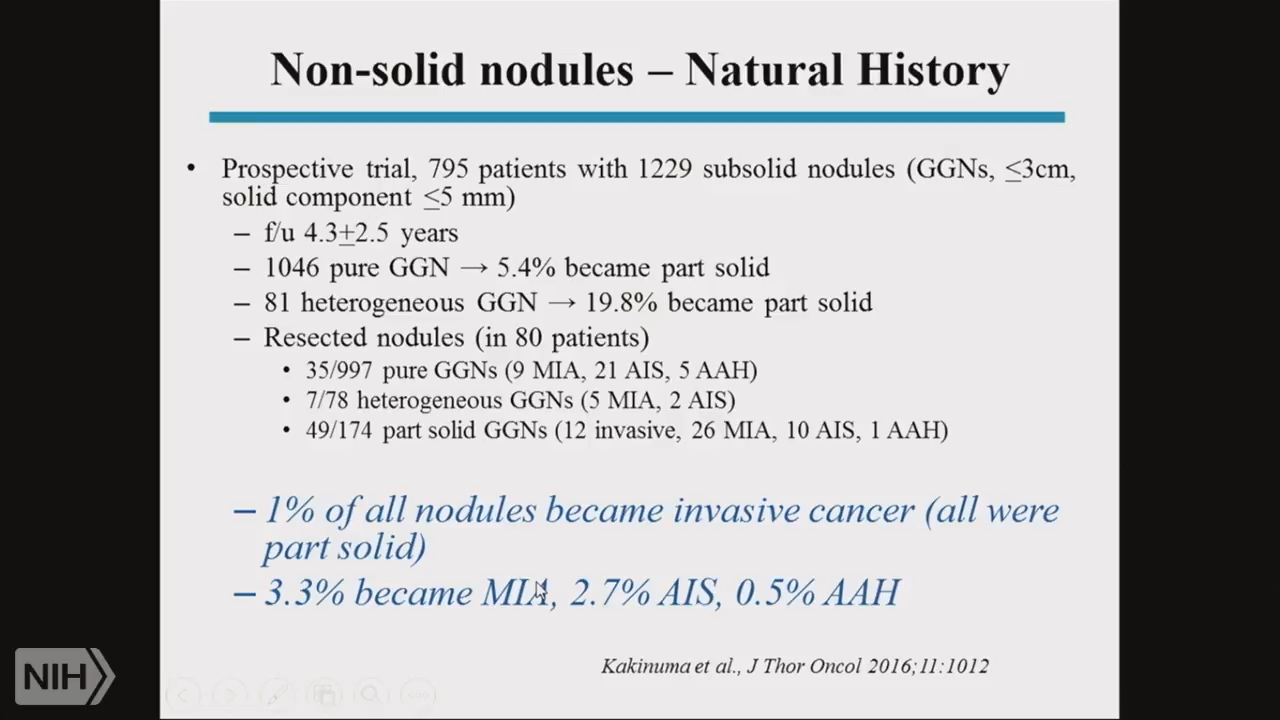 Non-solid nodules – Natural History
• Prospective trial, 795 patients with 1229 subsolid nodules (GGNs, ≤3cm,
solid component ≤5 mm)
– f/u 4.3±2.5 years
– 1046 pure GGN → 5.4% became part solid
– 81 heterogeneous GGN → 19.8% became part solid
– Resected nodules (in 80 patients)
• 35/997 pure GGNs (9 MIA, 21 AIS, 5 AAH)
• 7/78 heterogeneous GGNs (5 MIA, 2 AIS)
• 49/174 part solid GGNs (12 invasive, 26 MIA, 10 AIS, 1 AAH)
– 1% of all nodules became invasive cancer (all were
part solid)
– 3.3% became MIA, 2.7% AIS, 0.5% AAH
Kakinuma et al., J Thor Oncol 2016;11:1012
NIH